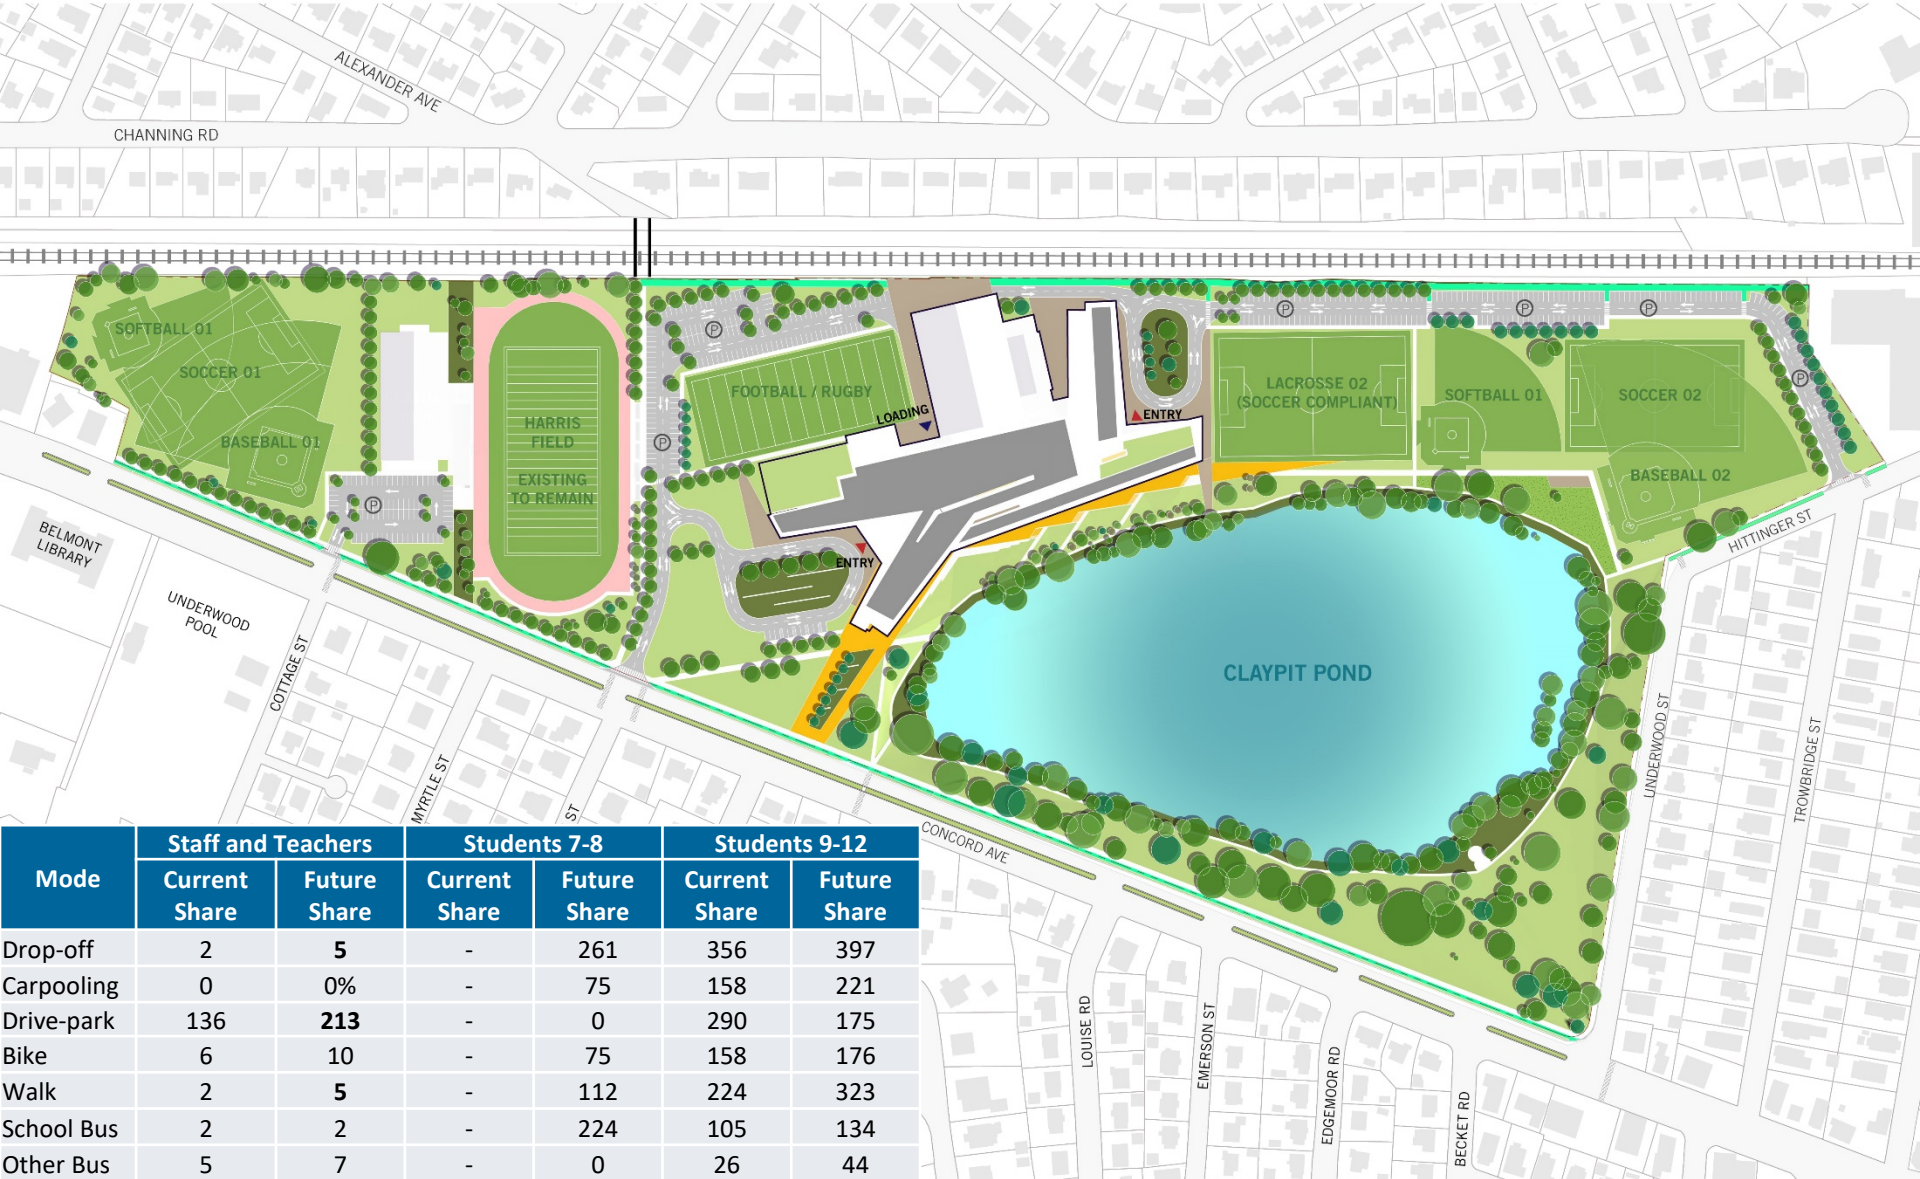 ALEXANDER AVE
CHANNING RD
SOFTBALL 01
SOCCER 01
BASEBALL 01
HARRIS
FIELD
EXISTING
TO REMAIN
P
P
P
FOOTBALL / RUGBY
LOADING
ENTRY
ENTRY
P
P
P
P
LACROSSE 02
(SOCCER COMPLIANT)
SOFTBALL 01
SOCCER 02
BASEBALL 02
HITTINGER ST
BELMONT
LIBRARY
UNDERWOOD
POOL
COTTAGE ST
MYRTLE ST
ST
CLAYPIT POND
UNDERWOOD ST
TROWBRIDGE ST
CONCORD AVE
LOUISE RD
EMERSON ST
EDGEMOOR RD
BECKET RD
Mode Staff and Teachers Students 7-8 Students 9-12
Current Share Future Share Current Share Future Share Current Share Future Share
Drop-off 2 5 - 261 356 397
Carpooling 0 0% - 75 158 221
Drive-park 136 213 - 0 290 175
Bike 6 10 - 75 158 176
Walk 2 5 - 112 224 323
School Bus 2 2 - 224 105 134
Other Bus 5 7 - 0 26 44